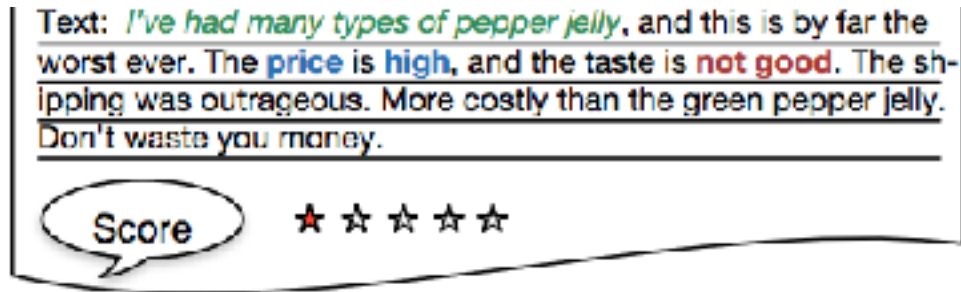 Text: I've had many types of pepper jelly, and this is by far the
worst ever. The price is high, and the taste is not good. The sh-
ipping was outrageous. More costly than the green pepper jelly.
Don't waste you money.
Score